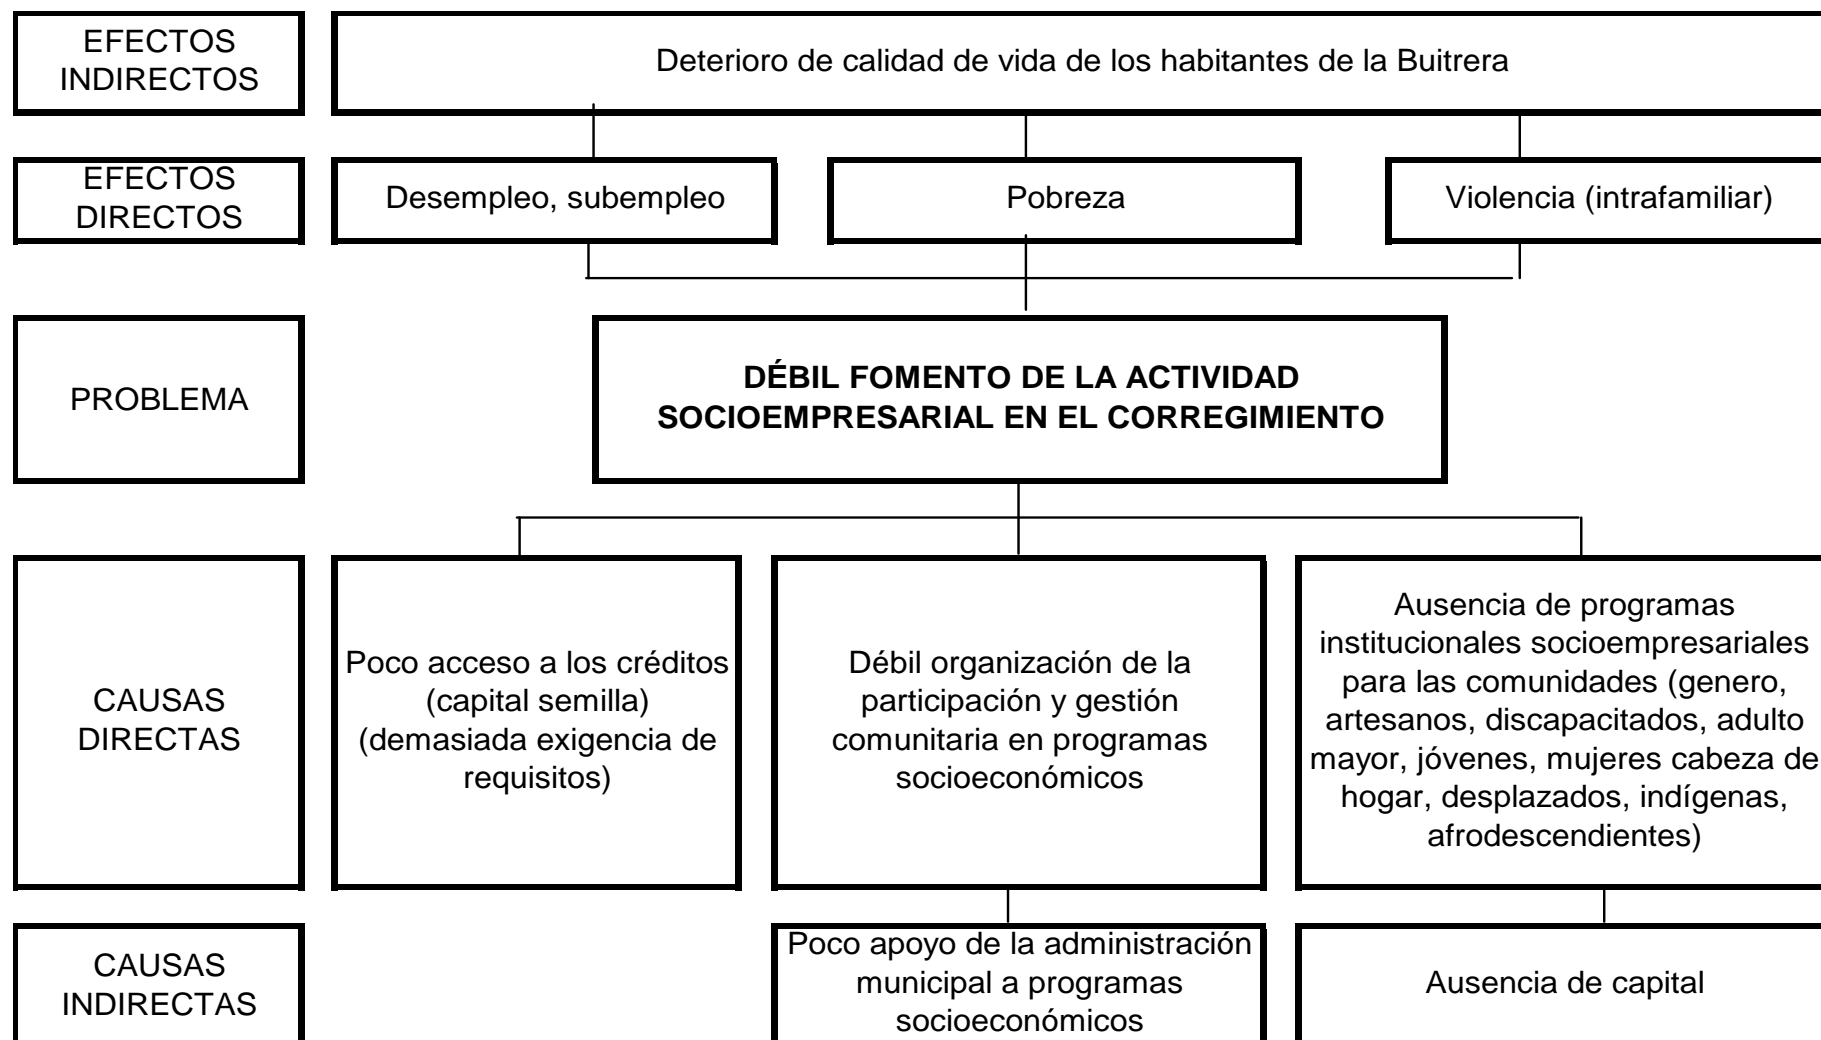 EFECTOS
INDIRECTOS
Deterioro de calidad de vida de los habitantes de la Buitrera
EFECTOS
DIRECTOS
Desempleo, subempleo
Pobreza
Violencia (intrafamiliar)
PROBLEMA
DÉBIL FOMENTO DE LA ACTIVIDAD
SOCIOEMPRESARIAL EN EL CORREGIMIENTO
CAUSAS
DIRECTAS
Poco acceso a los créditos
(capital semilla)
(demasiada exigencia de
requisitos)
Débil organización de la
participación y gestión
comunitaria en programas
socioeconómicos
Ausencia de programas
institucionales socioempresariales
para las comunidades (genero,
artesanos, discapacitados, adulto
mayor, jóvenes, mujeres cabeza de
hogar, desplazados, indígenas,
afrodescendientes)
CAUSAS
INDIRECTAS
Poco apoyo de la administración
municipal a programas
socioeconómicos
Ausencia de capital